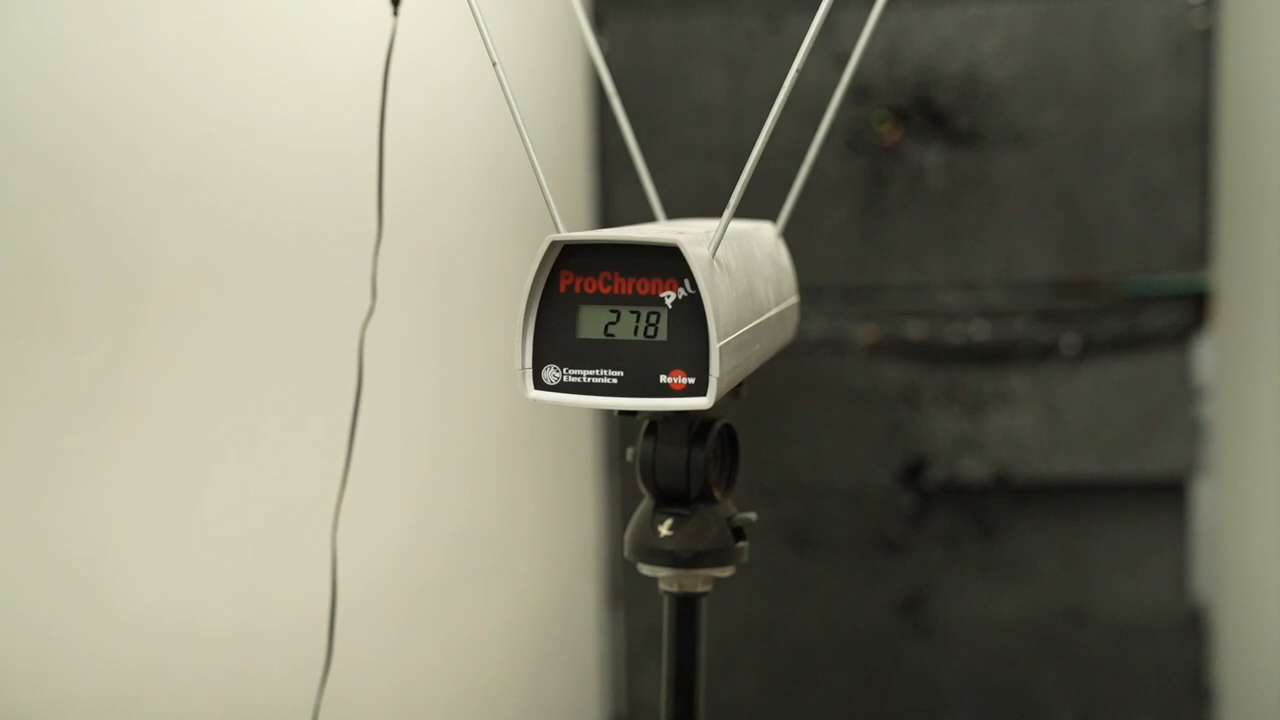 ProChrono
Pal
278
Competition
Electronics
Review